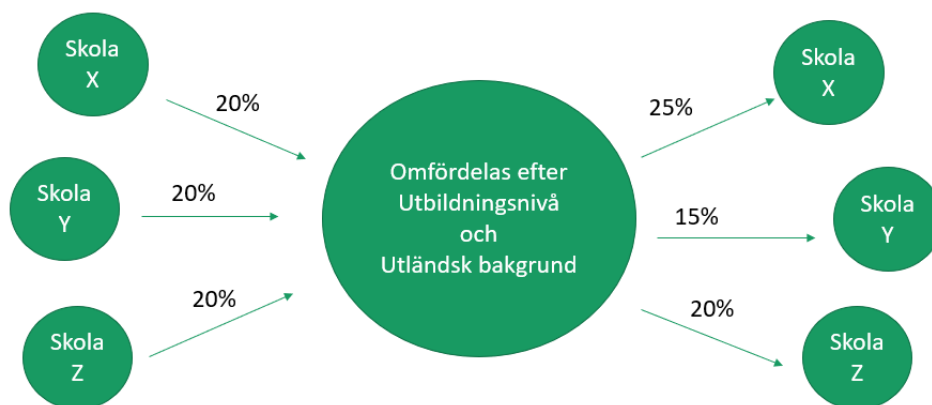 Skola
X
20%
Skola
Y
20%
Skola
Z
20%
Omfördelas efter
Utbildningsnivå
och
Utländsk bakgrund
25%
Skola
X
15%
Skola
Y
20%
Skola
Z